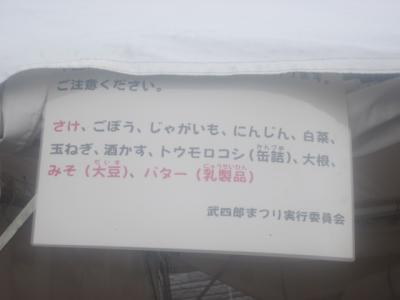 ご注意ください。
さけ、ごぼう、じゃがいも、にんじん、白菜、
玉ねぎ、酒かす、トウモロコシ（缶詰）、大根、
みそ（大豆）、バター（乳製品）
武四郎まつり実行委員会